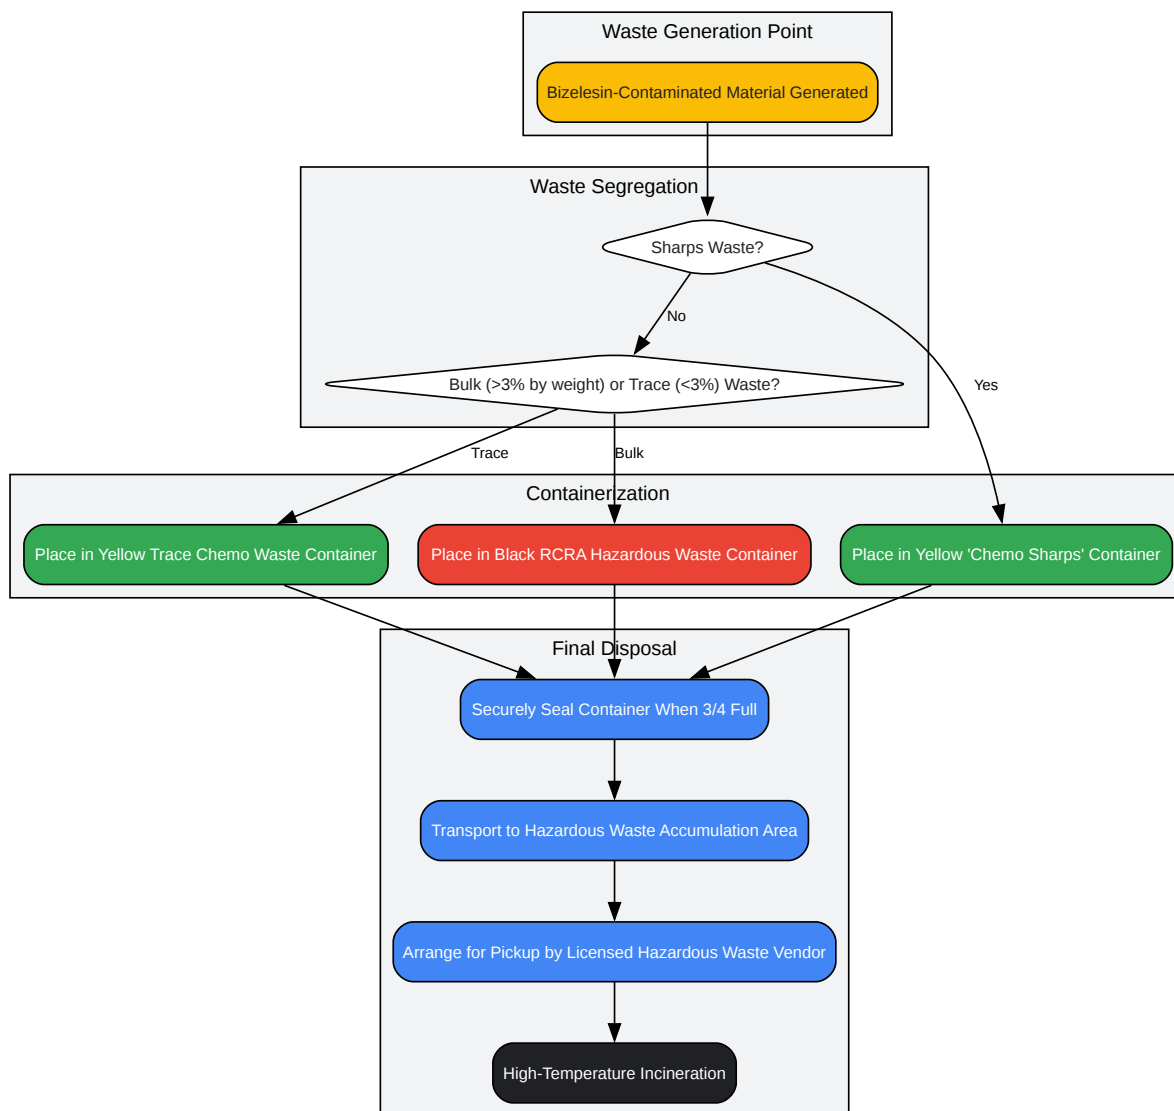 Waste Generation Point
Bizelesin-Contaminated Material Generated
Waste Segregation
Sharps Waste?
No
Bulk (>3% by weight) or Trace (<3%) Waste?
Yes
Trace
Bulk
Containerization
Place in Yellow Trace Chemo Waste Container
Place in Black RCRA Hazardous Waste Container
Place in Yellow 'Chemo Sharps' Container
Final Disposal
Securely Seal Container When 3/4 Full
Transport to Hazardous Waste Accumulation Area
Arrange for Pickup by Licensed Hazardous Waste Vendor
High-Temperature Incineration